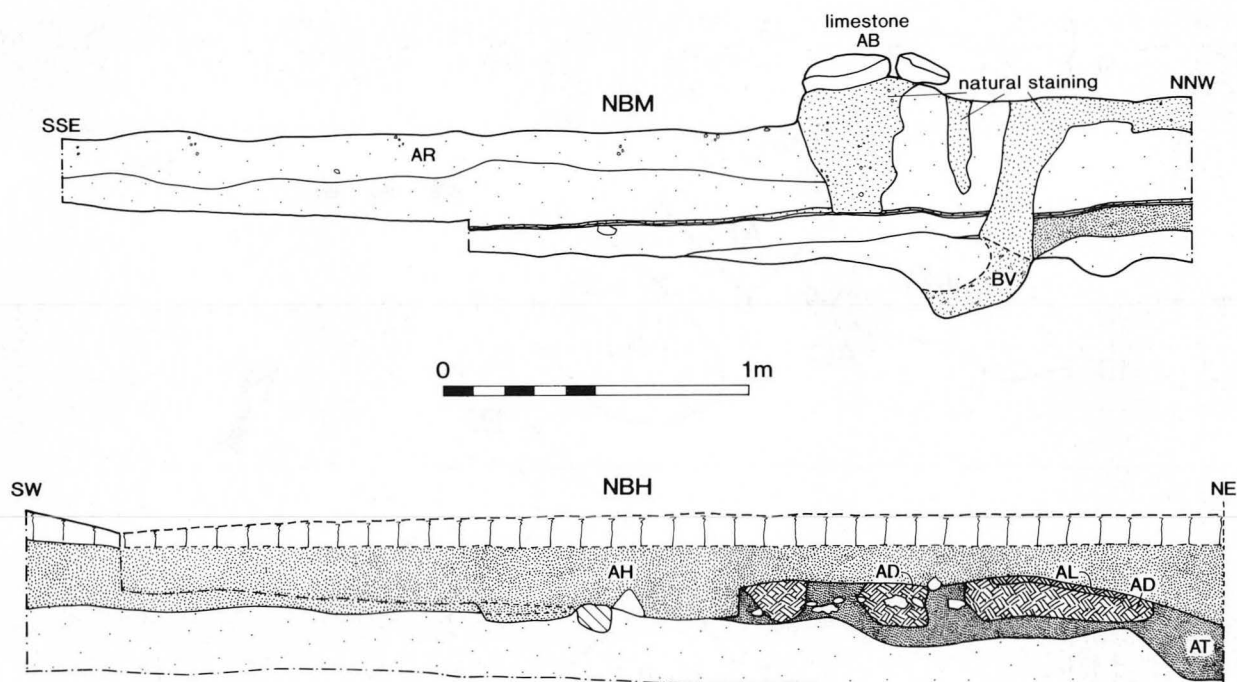 limestone
AB
natural staining
NBM
NNW
SSE
AR
BV
0 1m
NBH
SW
NE
AH
AD
AL
AD
AT